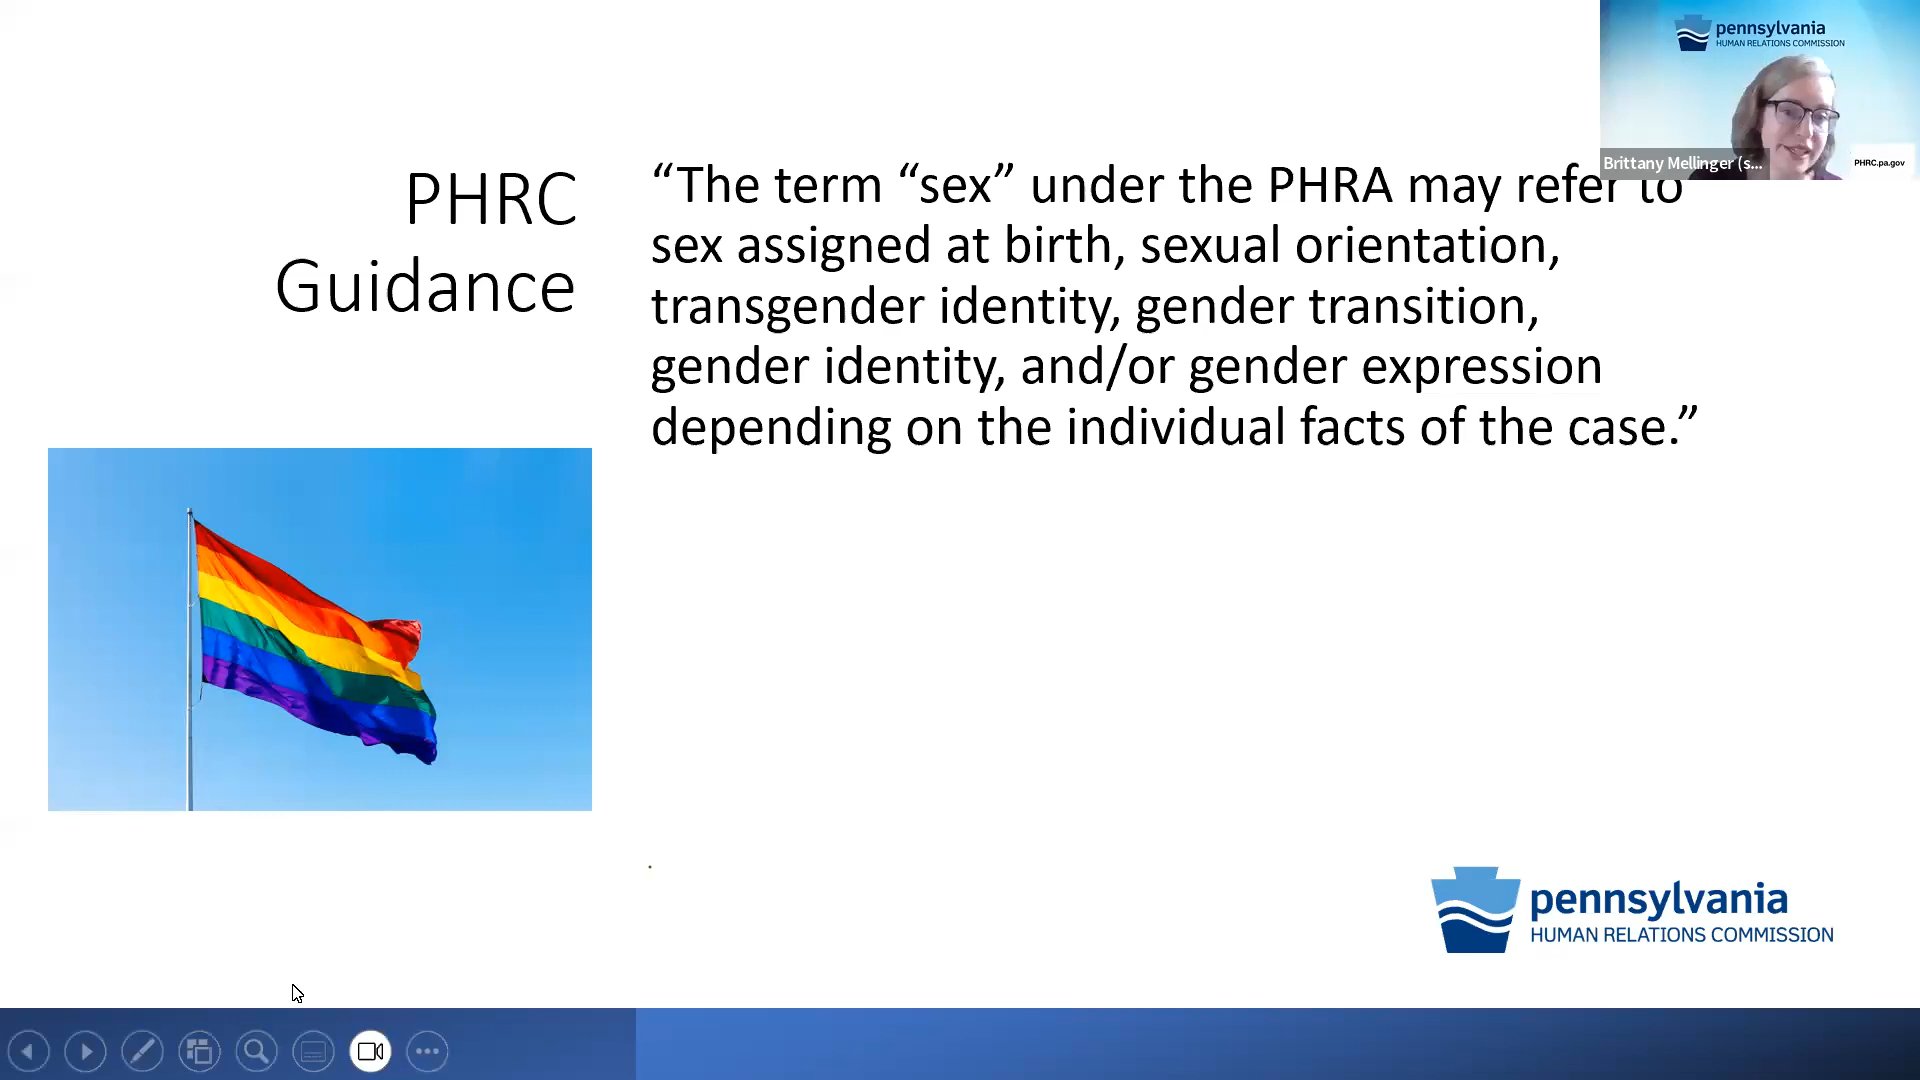 PHRC
Guidance
“The term “sex” under the PHRA may refer to
sex assigned at birth, sexual orientation,
transgender identity, gender transition,
gender identity, and/or gender expression
depending on the individual facts of the case.”
pennsylvania
HUMAN RELATIONS COMMISSION
Brittany Mellinger (s...
PHRC.pa.gov
pennsylvania
HUMAN RELATIONS COMMISSION